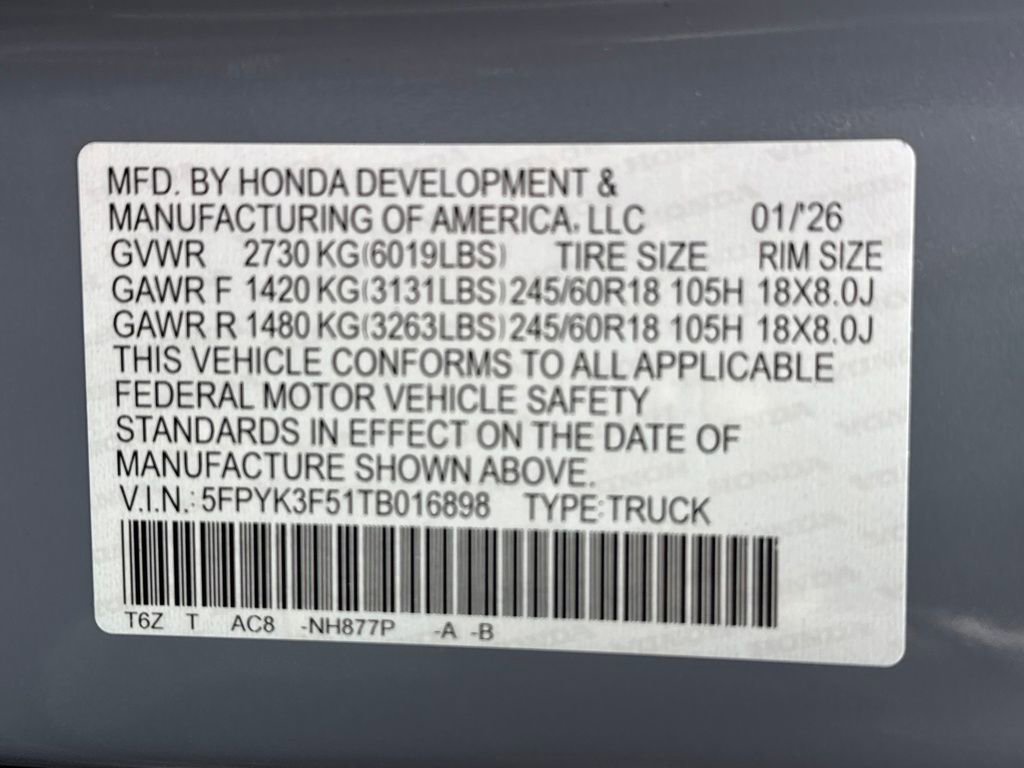 MFD. BY HONDA DEVELOPMENT &
MANUFACTURING OF AMERICA, LLC 01/'26
GVWR 2730 KG(6019LBS) TIRE SIZE RIM SIZE
GAWR F 1420 KG(3131LBS) 245/60R18 105H 18X8.0J
GAWR R 1480 KG(3263LBS) 245/60R18 105H 18X8.0J
THIS VEHICLE CONFORMS TO ALL APPLICABLE
FEDERAL MOTOR VEHICLE SAFETY
STANDARDS IN EFFECT ON THE DATE OF
MANUFACTURE SHOWN ABOVE.
V.I.N.: 5FPYK3F51TB016898 TYPE:TRUCK
T6Z T AC8 -NH877P -A -B